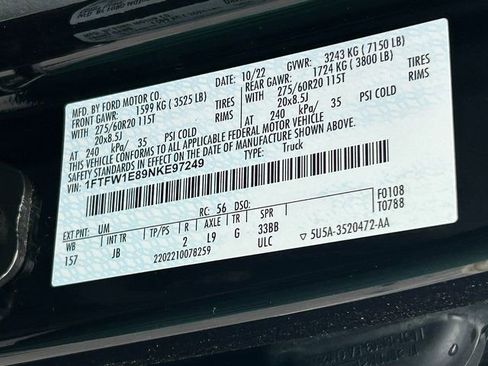 MFD. BY FORD MOTOR CO. 10/22 GVWR: 3243 KG ( 7150 LB)
FRONT GAWR: 1599 KG ( 3525 LB) REAR GAWR: 1724 KG ( 3800 LB)
WITH 275/60R20 115T TIRES WITH 275/60R20 115T TIRES
20x8.5J RIMS 20x8.5J RIMS
AT 240 kPa/ 35 PSI COLD AT 240 kPa/ 35 PSI COLD
THIS VEHICLE CONFORMS TO ALL APPLICABLE FEDERAL MOTOR VEHICLE
SAFETY STANDARDS IN EFFECT ON THE DATE OF MANUFACTURE SHOWN ABOVE.
VIN: 1FTFW1E89NKE97249 TYPE: Truck
F0108
T0788
EXT PNT: UM RC: 56 DSO:
WB INT TR TP/PS R AXLE TR SPR
157 JB 2 L9 G 33BB
2202210078259 ULC ▽ 5U5A-3520472-AA